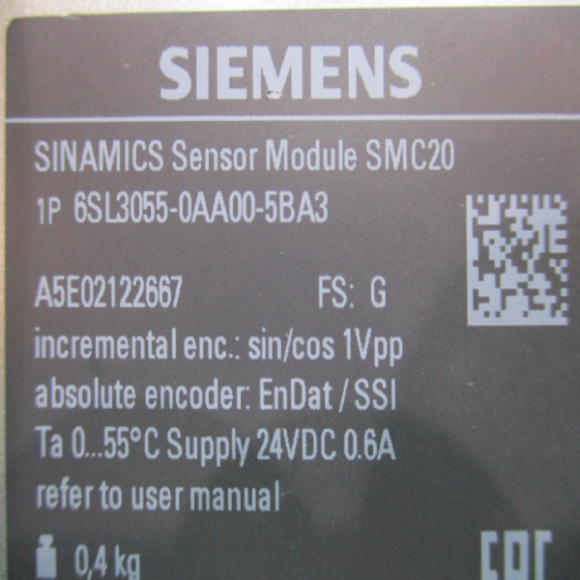 SIEMENS
SINAMICS Sensor Module SMC20
1P 6SL3055-0AA00-5BA3
A5E02122667 FS: G
incremental enc.: sin/cos 1Vpp
absolute encoder: EnDat / SSI
Ta 0...55°C Supply 24VDC 0.6A
refer to user manual
0,4 kg
EAC